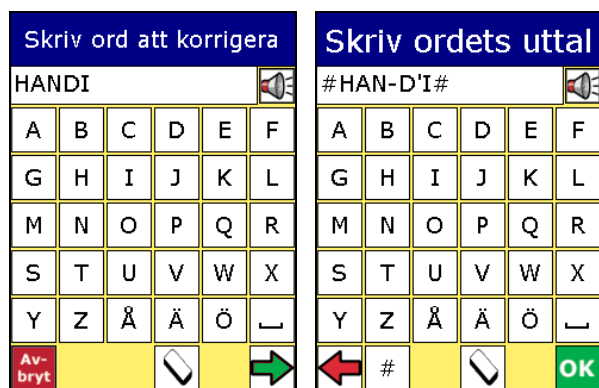 Skriv ord att korrigera
HANDI
A B C D E F
G H I J K L
M N O P Q R
S T U V W X
Y Z Å Ä Ö
Av-
bryt
Skriv ordets uttal
#HAN-D'I#
A B C D E F
G H I J K L
M N O P Q R
S T U V W X
Y Z Å Ä Ö
#
OK